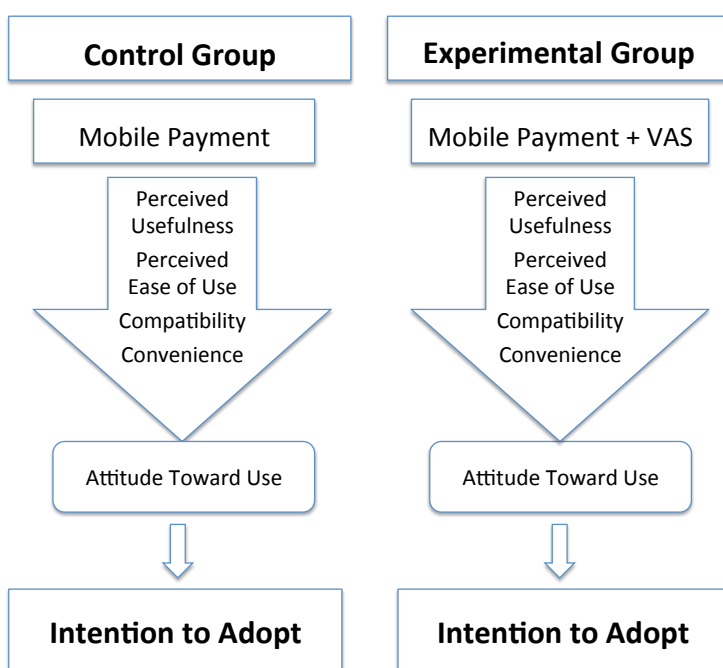 Control Group
Mobile Payment
Perceived
Usefulness
Perceived
Ease of Use
Compatibility
Convenience
Attitude Toward Use
Intention to Adopt
Experimental Group
Mobile Payment + VAS
Perceived
Usefulness
Perceived
Ease of Use
Compatibility
Convenience
Attitude Toward Use
Intention to Adopt